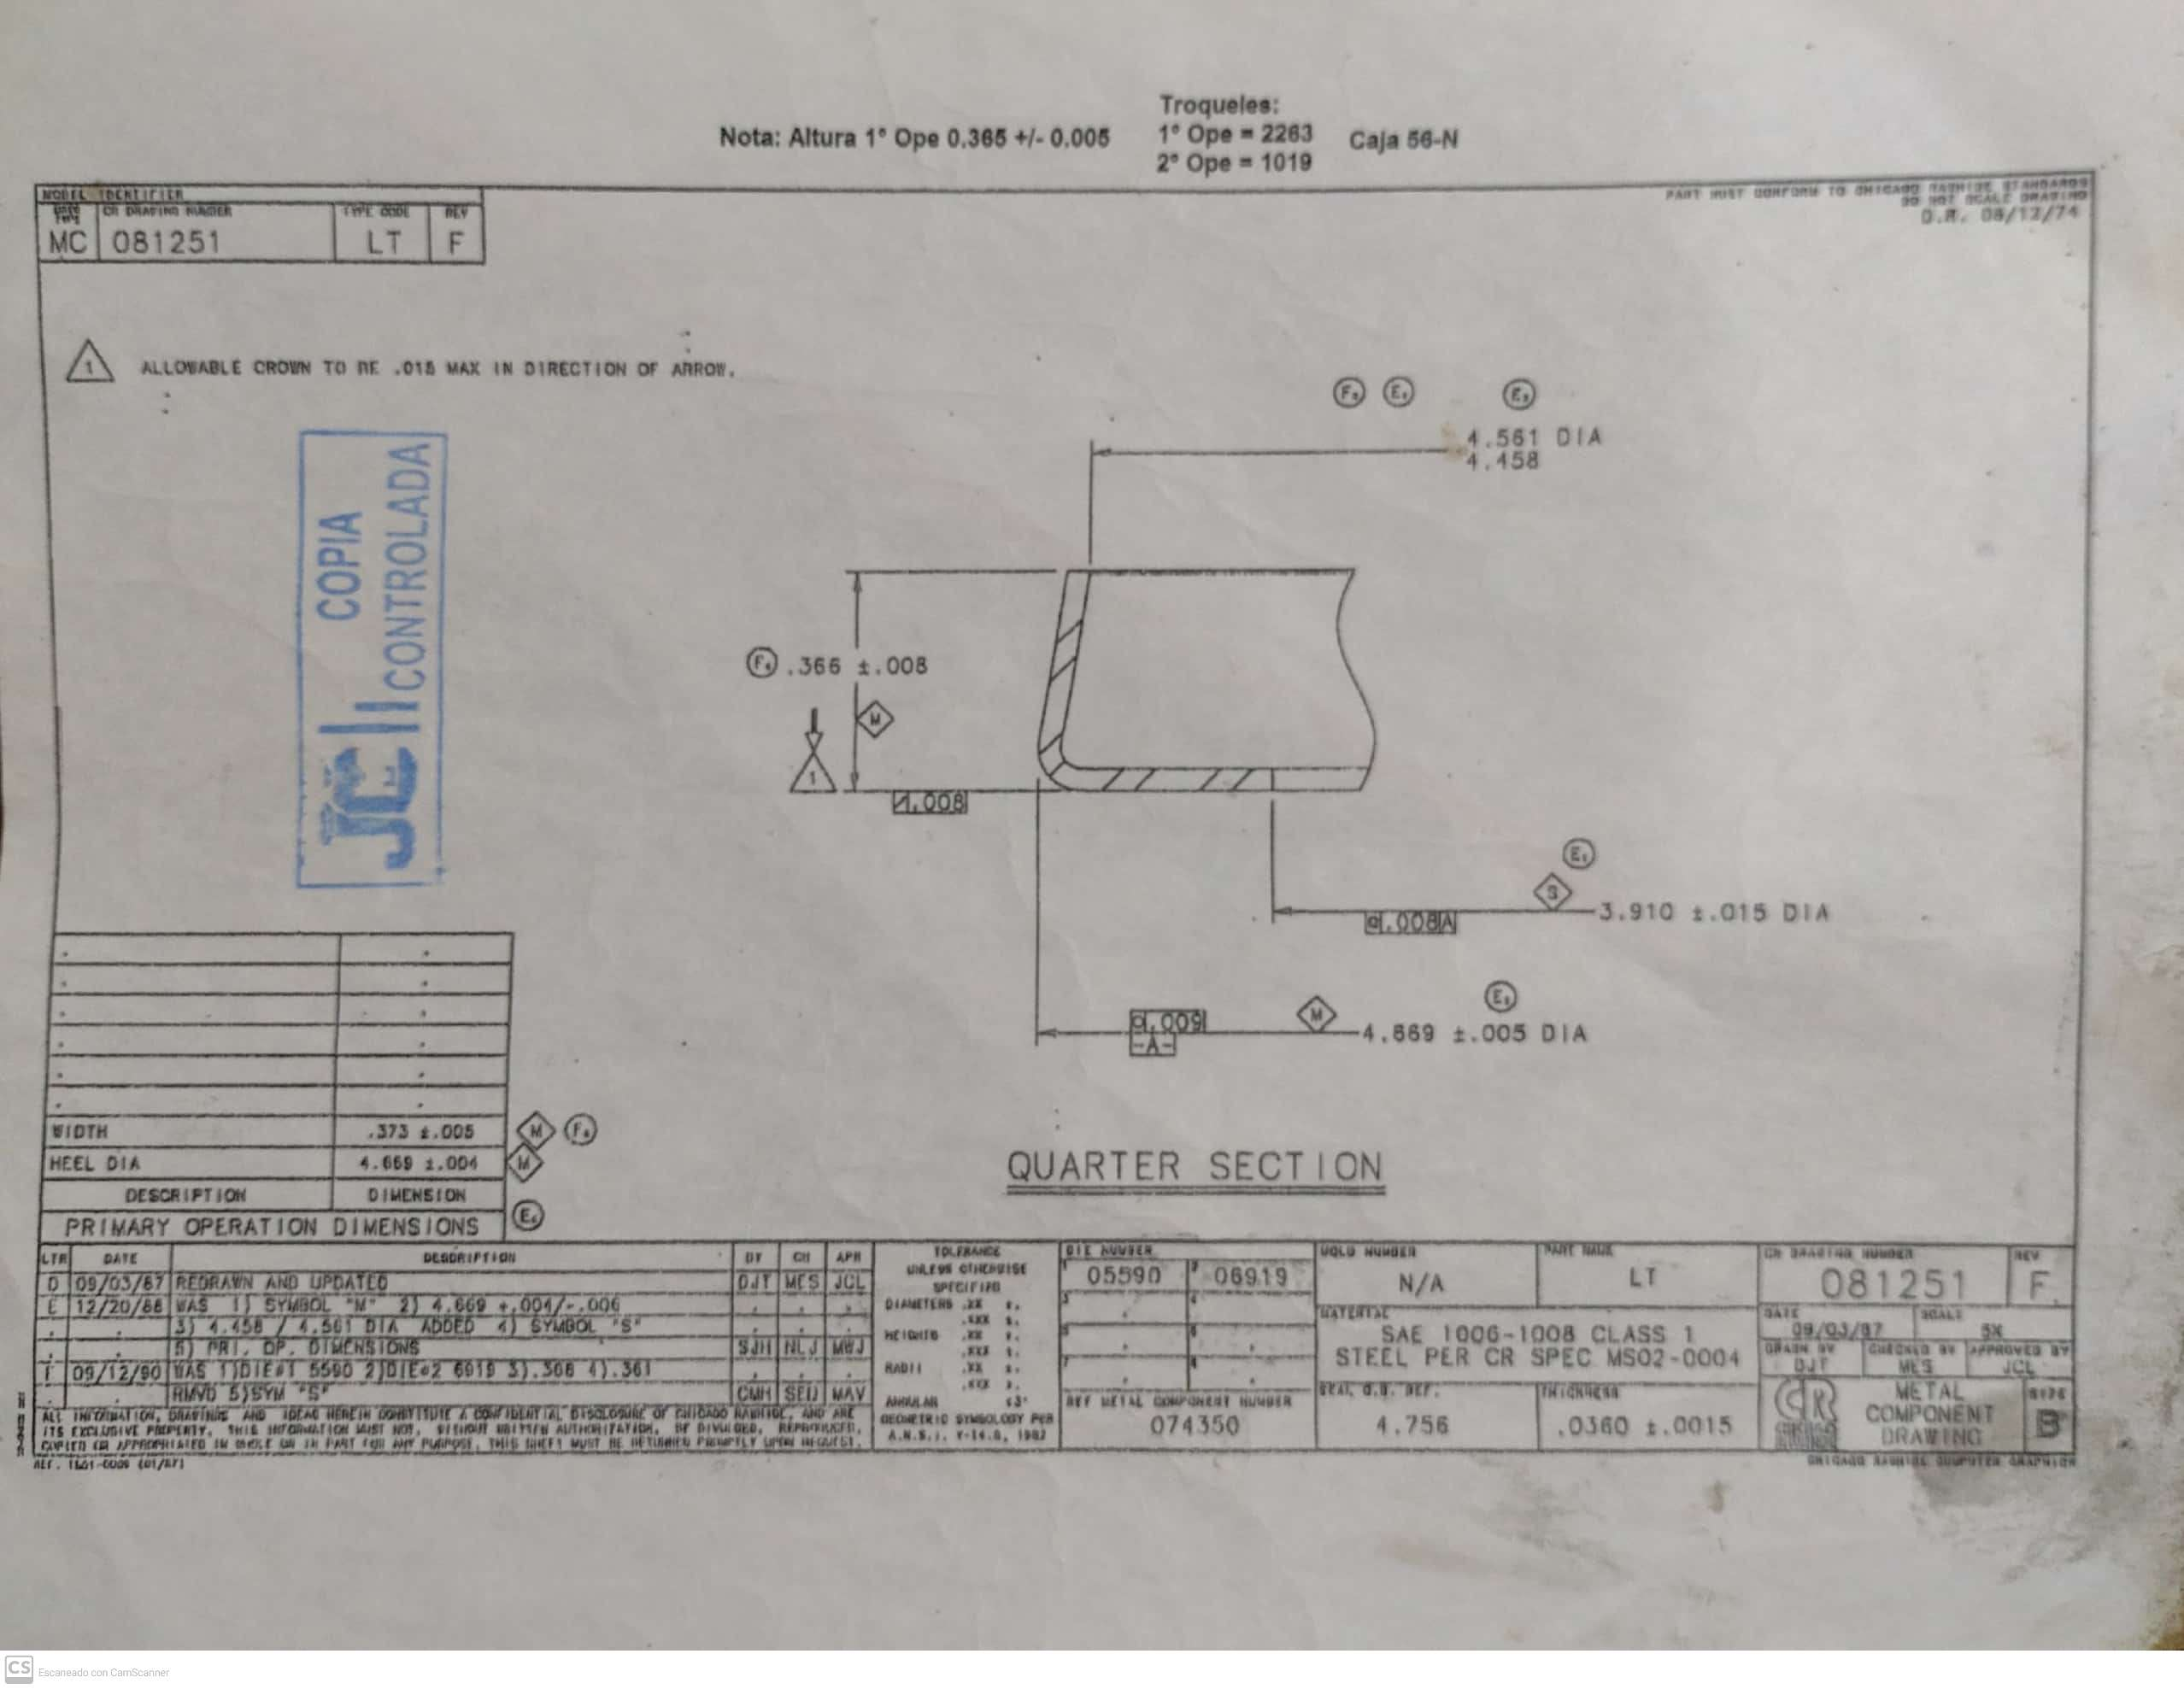 Troqueles:
Nota: Altura 1° Ope 0.365 +/- 0.005
1° Ope = 2263
Caja 56-N
2° Ope = 1019
MODEL IDENTIFIER
CR DRAWING NUMBER
TYPE CODE
REV
MC
081251
LT
F
PART MUST CONFORM TO CHICAGO RAWHIDE STANDARDS
DO NOT SCALE DRAWING
O.R. 08/12/74
1
ALLOWABLE CROWN TO BE .015 MAX IN DIRECTION OF ARROW.
COPIA
CONTROLADA
JCI
4.561 DIA
4.458
.366 ±.008
M
1
.008
S
3.910 ±.015 DIA
.008 A
.009
-A-
M
4.669 ±.005 DIA
QUARTER SECTION
WIDTH
.373 ±.005
M
HEEL DIA
4.669 ±.004
M
DESCRIPTION
DIMENSION
PRIMARY OPERATION DIMENSIONS
LTR
DATE
DESCRIPTION
BY
CH
APR
D
09/03/87
REDRAWN AND UPDATED
DJT
MES
JCL
E
12/20/88
WAS 1) SYMBOL "M" 2) 4.669 +.004/-.006
3) 4.458 / 4.561 DIA ADDED 4) SYMBOL "S"
5) PRI. OP. DIMENSIONS
SJH
NLJ
MWJ
F
09/12/90
WAS 1)DIE#1 5590 2)DIE#2 6919 3).368 4).361
RMVD 5)SYM "S"
CMH
MAV
ALL INFORMATION, DRAWINGS AND IDEAS HEREIN CONSTITUTE A CONFIDENTIAL DISCLOSURE OF CHICAGO RAWHIDE, AND ARE
ITS EXCLUSIVE PROPERTY. THIS INFORMATION MUST NOT, WITHOUT WRITTEN AUTHORIZATION, BE DIVULGED, REPRODUCED,
COPIED OR APPROPRIATED IN WHOLE OR IN PART FOR ANY PURPOSE. THIS SHEET MUST BE RETURNED PROMPTLY UPON REQUEST.
TOLERANCE
UNLESS OTHERWISE
SPECIFIED
DIAMETERS .XX
.XXX
HEIGHTS .XX
.XXX
RADII .XX
.XXX
ANGULAR ±3°
GEOMETRIC SYMBOLOGY PER
A.N.S.I. Y-14.5, 1982
DIE NUMBER
1
05590
2
06919
3
4
5
6
7
8
REF METAL COMPONENT NUMBER
074350
MOLD NUMBER
N/A
PART NAME
LT
MATERIAL
SAE 1006-1008 CLASS 1
STEEL PER CR SPEC MS02-0004
SEAL O.D. REF.
4.756
THICKNESS
.0360 ±.0015
CR DRAWING NUMBER
081251
REV
F
DATE
09/03/87
SCALE
5X
DRAWN BY
DJT
CHECKED BY
MES
APPROVED BY
JCL
CR
METAL
COMPONENT
DRAWING
SIZE
B
CHICAGO RAWHIDE COMPUTER GRAPHICS
CS Escaneado con CamScanner